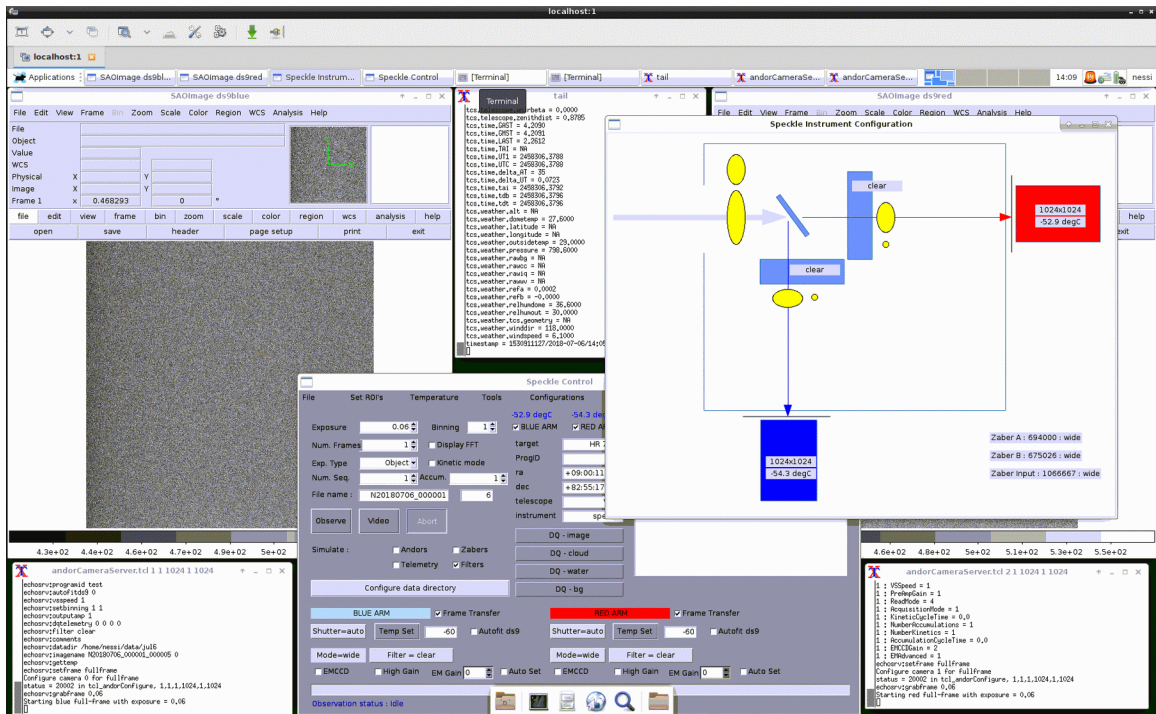 localhost:1
localhost:1
Applications
SAOImage ds9bl...
SAOImage ds9red
Speckle Instrum...
Speckle Control
[Terminal]
[Terminal]
tail
andorCameraSe...
andorCameraSe...
14:09
nessi
SAOImage ds9blue
File Edit View Frame Bin Zoom Scale Color Region WCS Analysis Help
File
Object
Value
WCS
Physical X Y
Image X Y
Frame 1 x 0.468293 0 °
file edit view frame bin zoom scale color region wcs analysis help
open save header page setup print exit
4.3e+02 4.4e+02 4.5e+02 4.6e+02 4.7e+02 4.9e+02 5e+02
tail
Terminal
tcs.telescope.zenithdist = 0.8785
tcs.time.GAST = 4.2090
tcs.time.GMST = 4.2091
tcs.time.LAST = 2.2612
tcs.time.TAI = NA
tcs.time.UT1 = 2458306.3788
tcs.time.UTC = 2458306.3788
tcs.time.delta_AT = 35
tcs.time.delta_UT = 0.0723
tcs.time.tai = 2458306.3792
tcs.time.tdb = 2458306.3796
tcs.time.tdt = 2458306.3796
tcs.weather.alt = NA
tcs.weather.dometemp = 27.6000
tcs.weather.latitude = NA
tcs.weather.longitude = NA
tcs.weather.outsidetemp = 29.0000
tcs.weather.pressure = 798.6000
tcs.weather.rawbg = NA
tcs.weather.rawcc = NA
tcs.weather.rawiq = NA
tcs.weather.rawwv = NA
tcs.weather.refa = 0.0002
tcs.weather.refb = -0.0000
tcs.weather.relhumdome = 36.6000
tcs.weather.relhumout = 30.0000
tcs.weather.tcs.geometry = NA
tcs.weather.winddir = 118.0000
tcs.weather.windspeed = 6.1000
timestamp = 1530911127/2018-07-06/14:05
SAOImage ds9red
File Edit View Frame Bin Zoom Scale Color Region WCS Analysis Help
help
exit
4.6e+02 4.8e+02 4.9e+02 5.1e+02 5.2e+02 5.3e+02 5.5e+02
Speckle Instrument Configuration
clear
clear
1024x1024
-52.9 degC
1024x1024
-54.3 degC
Zaber A : 694000 : wide
Zaber B : 675026 : wide
Zaber Input : 1066667 : wide
Speckle Control
File Set ROI's Temperature Tools Configurations
-52.9 degC -54.3 deg
Exposure 0.06 Binning 1 BLUE ARM RED AR
Num. Frames 1 Display FFT target HR 7
Exp. Type Object Kinetic mode ProgID
Num. Seq. 1 Accum. 1 ra +09:00:11
File name : N20180706_000001 6 dec +82:55:17
telescope
instrument spe
Observe Video Abort
DQ - image
Simulate : Andors Zabers DQ - cloud
Telemetry Filters DQ - water
Configure data directory DQ - bg
BLUE ARM Frame Transfer RED ARM Frame Transfer
Shutter=auto Temp Set -60 Autofit ds9 Shutter=auto Temp Set -60 Autofit ds9
Mode=wide Filter = clear Mode=wide Filter = clear
EMCCD High Gain EM Gain 0 Auto Set EMCCD High Gain EM Gain 0 Auto Set
Observation status : Idle
andorCameraServer.tcl 1 1 1024 1 1024
echosrv:programid test
echosrv:autofitds9 0
echosrv:vsspeed 1
echosrv:setbinning 1 1
echosrv:outputamp 1
echosrv:dqtelemetry 0 0 0 0
echosrv:filter clear
echosrv:comments
echosrv:datadir /home/nessi/data/jul6
echosrv:imagename N20180706_000001_000005 0
echosrv:gettemp
echosrv:setframe fullframe
Configure camera 0 for fullframe
status = 20002 in tcl_andorConfigure, 1,1,1,1024,1,1024
echosrv:grabframe 0.06
Starting blue full-frame with exposure = 0.06
andorCameraServer.tcl 2 1 1024 1 1024
1 : VSSpeed = 1
1 : PreAmpGain = 1
1 : ReadMode = 4
1 : AcquisitionMode = 1
1 : KineticCycleTime = 0.0
1 : NumberAccumulations = 1
1 : NumberKinetics = 1
1 : AccumulationCycleTime = 0.0
1 : EMCCDGain = 2
1 : EMAdvanced = 1
echosrv:setframe fullframe
Configure camera 1 for fullframe
status = 20002 in tcl_andorConfigure, 1,1,1,1024,1,1024
echosrv:grabframe 0.06
Starting red full-frame with exposure = 0.06